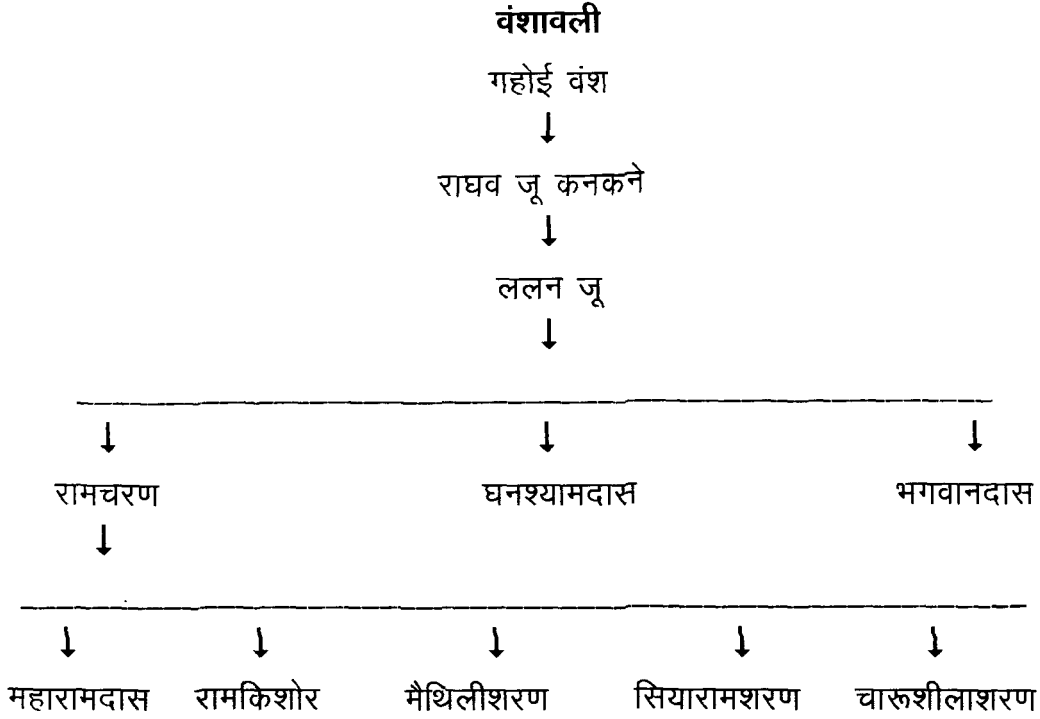 वंशावली
गहोई वंश
राघव जू कनकने
ललन जू
रामचरण घनश्यामदास भगवानदास
महारामदास रामकिशोर मैथिलीशरण सियारामशरण चारूशीलाशरण